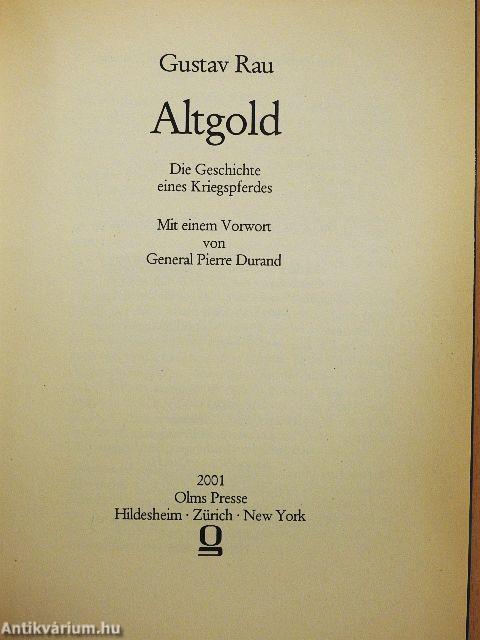 Gustav Rau
Altgold
Die Geschichte
eines Kriegspferdes
Mit einem Vorwort
von
General Pierre Durand
2001
Olms Presse
Hildesheim · Zürich · New York
Antikvárium.hu